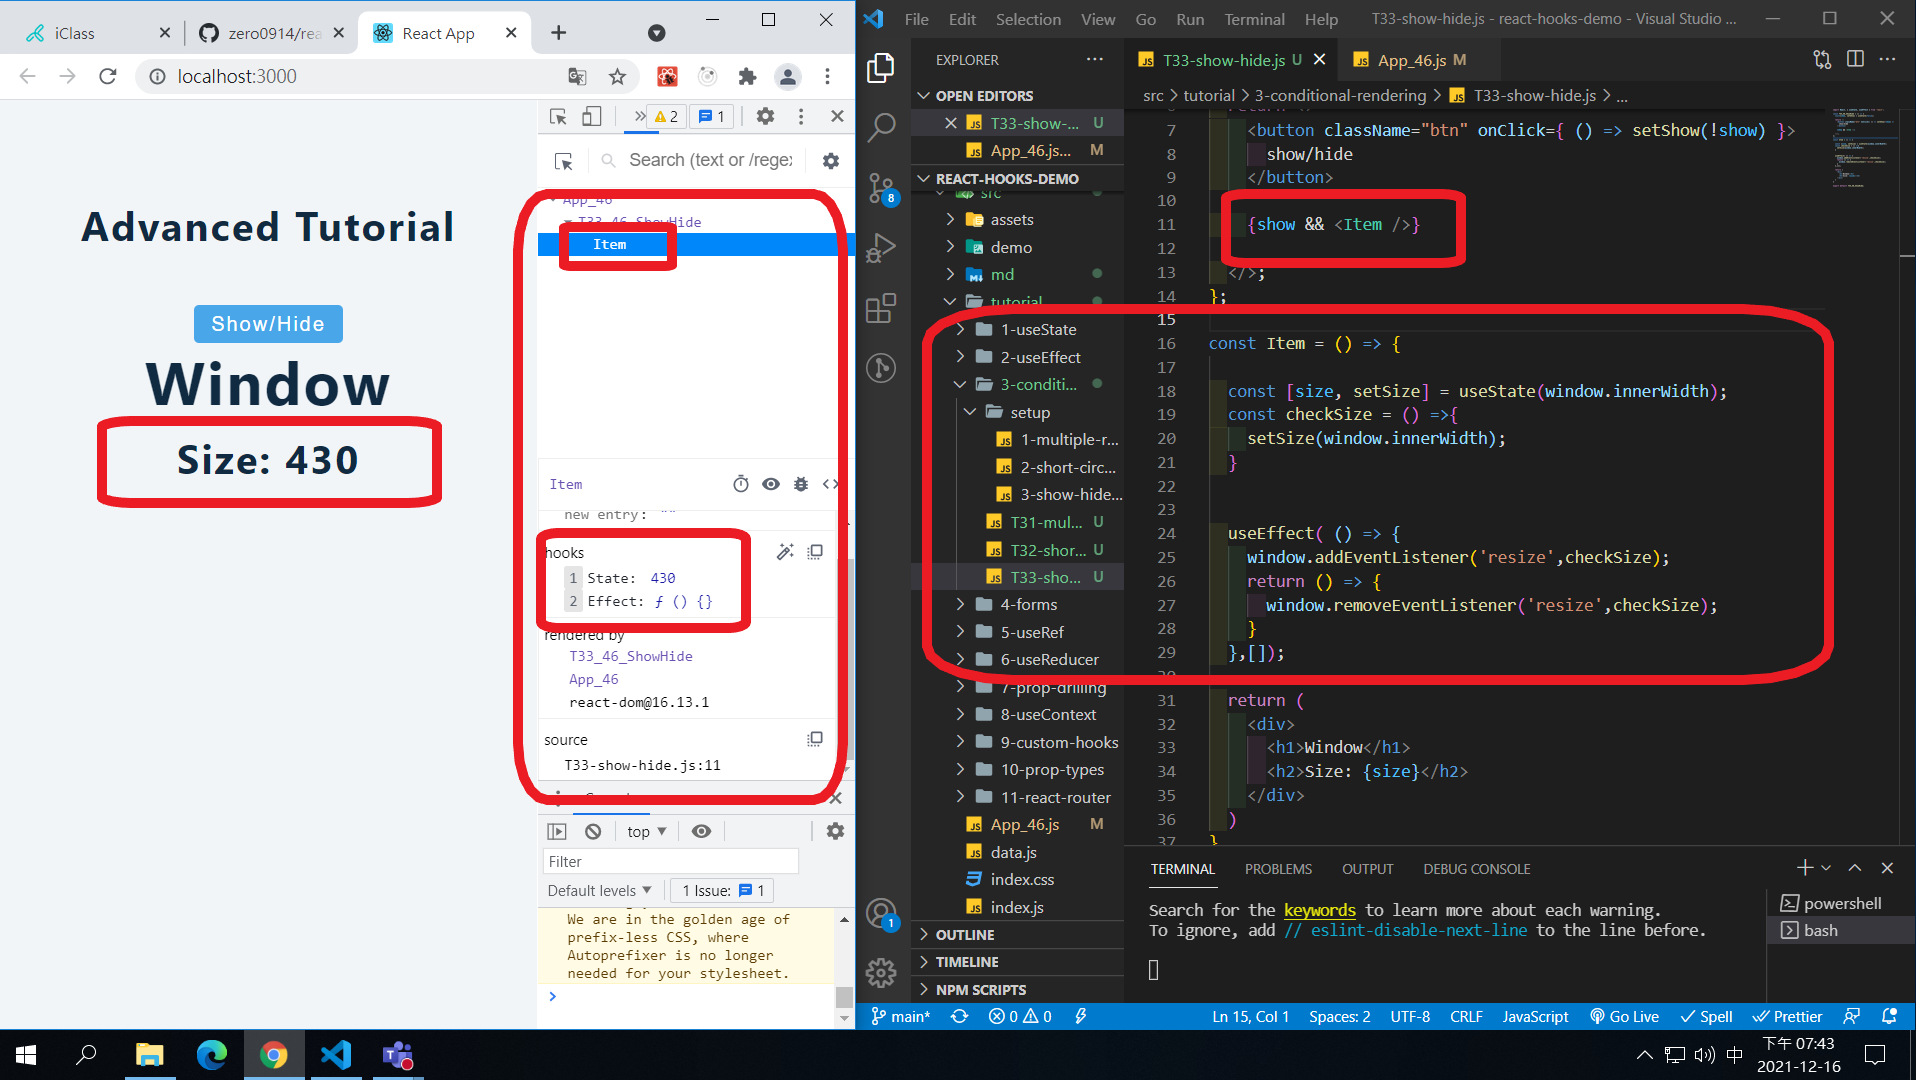 iClass
zero0914/rea
React App
localhost:3000
2
1
Search (text or /regex
App_46
T33_46_ShowHide
Item
Advanced Tutorial
Show/Hide
Window
Size: 430
Item
new entry: ""
hooks
1 State: 430
2 Effect: ƒ () {}
rendered by
T33_46_ShowHide
App_46
react-dom@16.13.1
source
T33-show-hide.js:11
top
Filter
Default levels
1 Issue: 1
We are in the golden age of
prefix-less CSS, where
Autoprefixer is no longer
needed for your stylesheet.
File Edit Selection View Go Run Terminal Help
T33-show-hide.js - react-hooks-demo - Visual Studio ...
EXPLORER
OPEN EDITORS
T33-show-... U
App_46.js... M
REACT-HOOKS-DEMO
src
assets
demo
md
tutorial
1-useState
2-useEffect
3-conditi...
setup
1-multiple-r...
2-short-circ...
3-show-hide...
T31-mul... U
T32-shor... U
T33-sho... U
4-forms
5-useRef
6-useReducer
7-prop-drilling
8-useContext
9-custom-hooks
10-prop-types
11-react-router
App_46.js M
data.js
index.css
index.js
OUTLINE
TIMELINE
NPM SCRIPTS
8
1
T33-show-hide.js U
App_46.js M
src > tutorial > 3-conditional-rendering > T33-show-hide.js > ...
7 <button className="btn" onClick={ () => setShow(!show) }>
8 show/hide
9 </button>
10
11 {show && <Item />}
12
13 </>;
14 };
15
16 const Item = () => {
17
18 const [size, setSize] = useState(window.innerWidth);
19 const checkSize = () =>{
20 setSize(window.innerWidth);
21 }
22
23
24 useEffect( () => {
25 window.addEventListener('resize',checkSize);
26 return () => {
27 window.removeEventListener('resize',checkSize);
28 }
29 },[]);
31 return (
32 <div>
33 <h1>Window</h1>
34 <h2>Size: {size}</h2>
35 </div>
36 )
37 }
TERMINAL PROBLEMS OUTPUT DEBUG CONSOLE
Search for the keywords to learn more about each warning.
To ignore, add // eslint-disable-next-line to the line before.
powershell
bash
main* 0 0
Ln 15, Col 1 Spaces: 2 UTF-8 CRLF JavaScript Go Live Spell Prettier
中
下午 07:43
2021-12-16